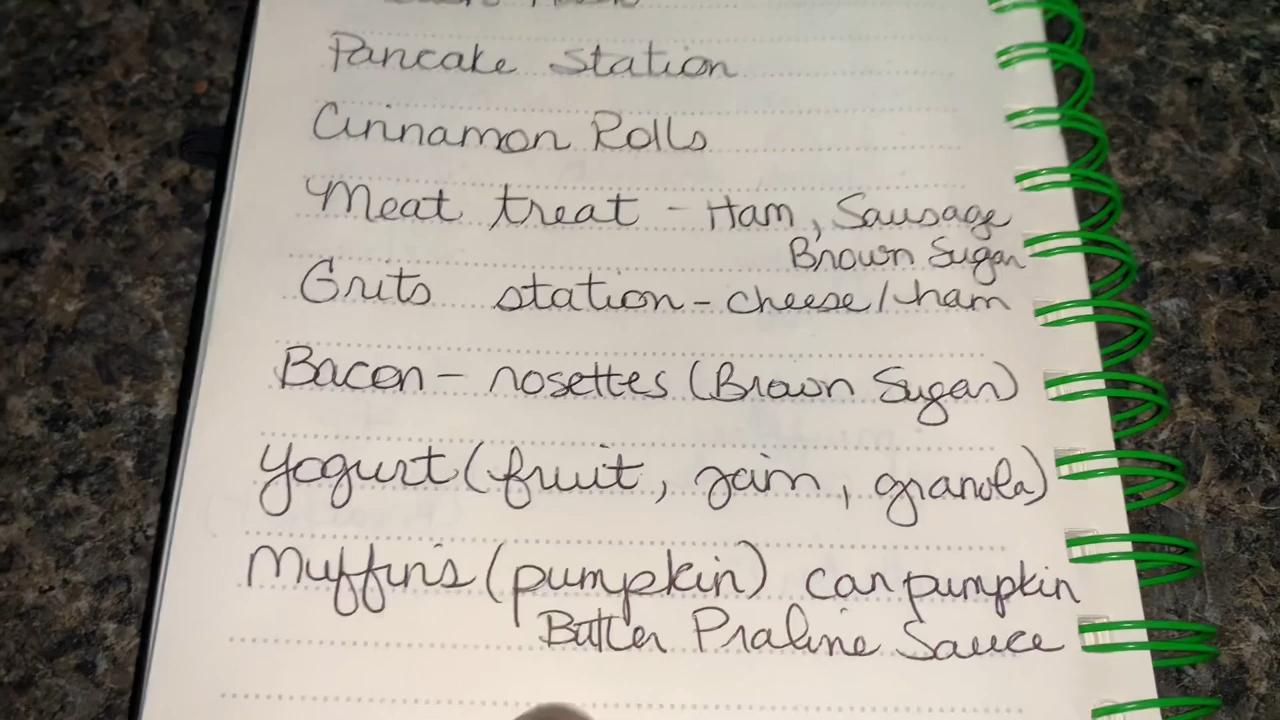 Pancake Station
Cinnamon Rolls
Meat treat - Ham, Sausage
Brown Sugar
Grits station - cheese/ham
Bacon - rosettes (Brown Sugar)
Yogurt (fruit, jam, granola)
Muffins (pumpkin) can pumpkin
Butter Praline Sauce